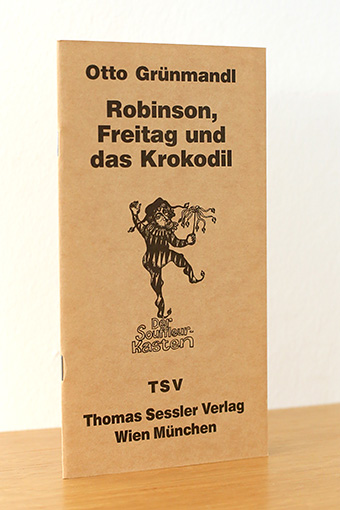 Otto Grünmandl
Robinson,
Freitag und
das Krokodil
Der
Souffleur-
Kasten
TSV
Thomas Sessler Verlag
Wien München